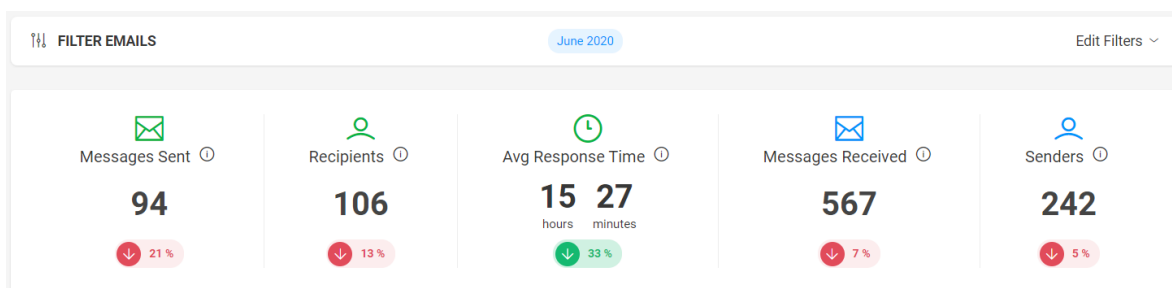 FILTER EMAILS
June 2020
Edit Filters
Messages Sent
94
21 %
Recipients
106
13 %
Avg Response Time
15 27
hours minutes
33 %
Messages Received
567
7 %
Senders
242
5 %